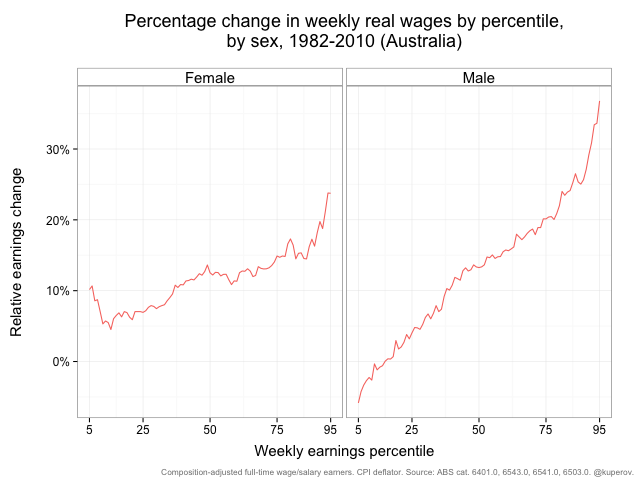 Percentage change in weekly real wages by percentile,
by sex, 1982-2010 (Australia)
Female
Male
Relative earnings change
30%
20%
10%
0%
5 25 50 75 95
5 25 50 75 95
Weekly earnings percentile
Composition-adjusted full-time wage/salary earners. CPI deflator. Source: ABS cat. 6401.0, 6543.0, 6541.0, 6503.0. @kuperov.